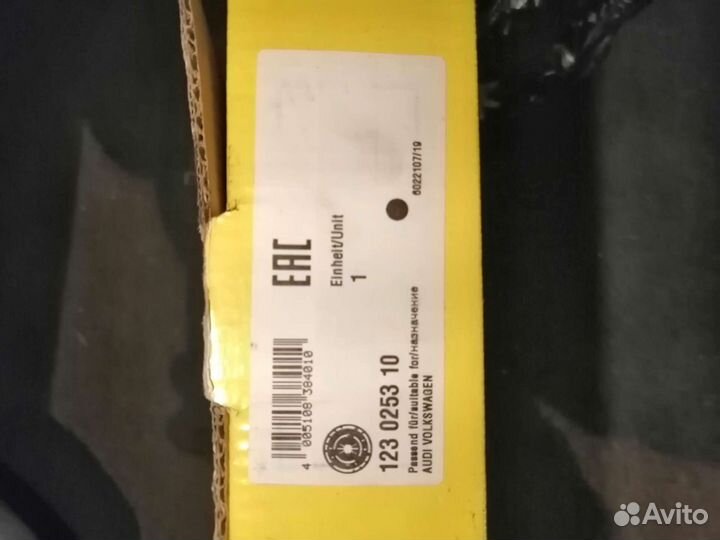 EAC
Einheit/Unit
1
6022107/19
4 005108 384010
123 0253 10
Passend für/suitable for/назначение
AUDI VOLKSWAGEN
Avito